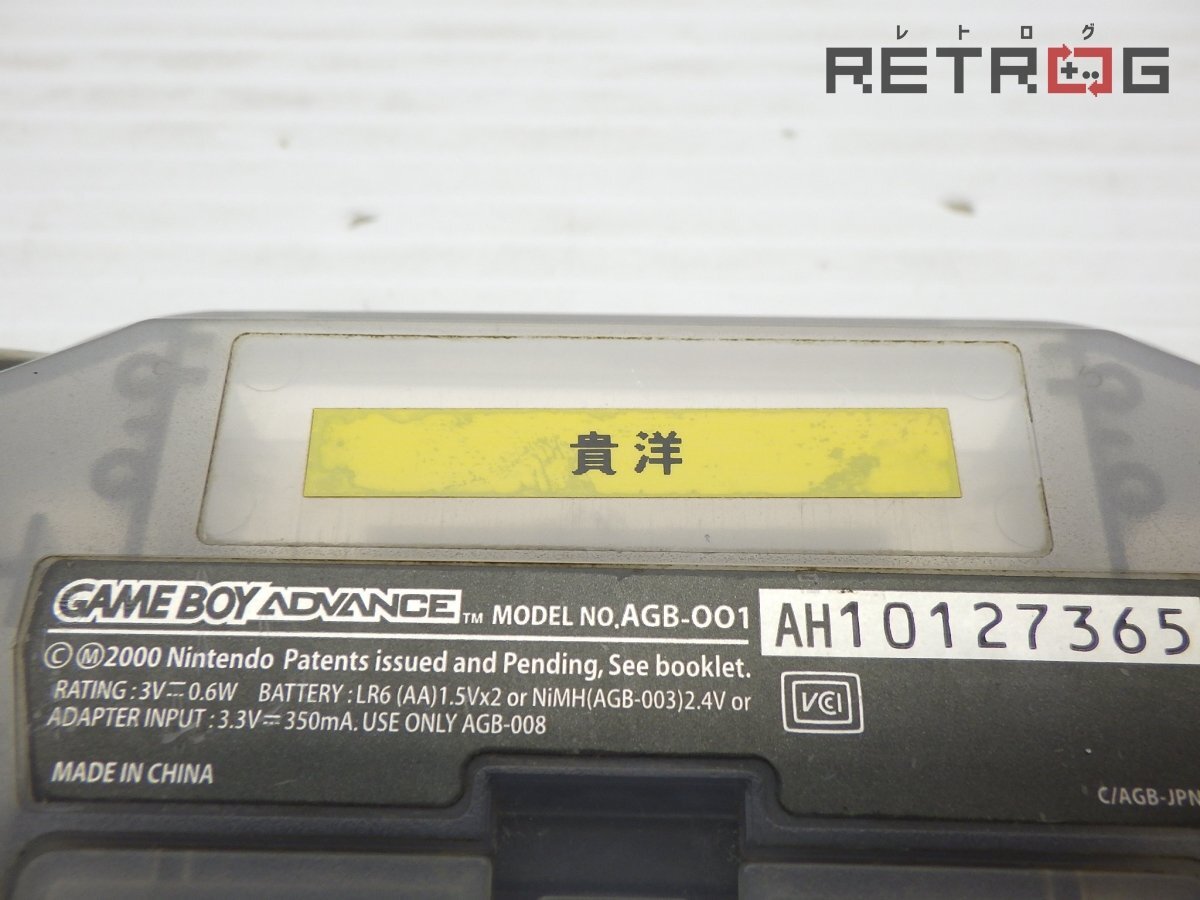 レトログ
RETROG
貴洋
GAME BOY ADVANCE™ MODEL NO.AGB-001 AH10127365
©Ⓜ2000 Nintendo Patents issued and Pending, See booklet.
RATING : 3V⎓ 0.6W BATTERY : LR6 (AA)1.5Vx2 or NiMH(AGB-003)2.4V or
ADAPTER INPUT : 3.3V⎓ 350mA. USE ONLY AGB-008
VCCI
MADE IN CHINA
C/AGB-JPN